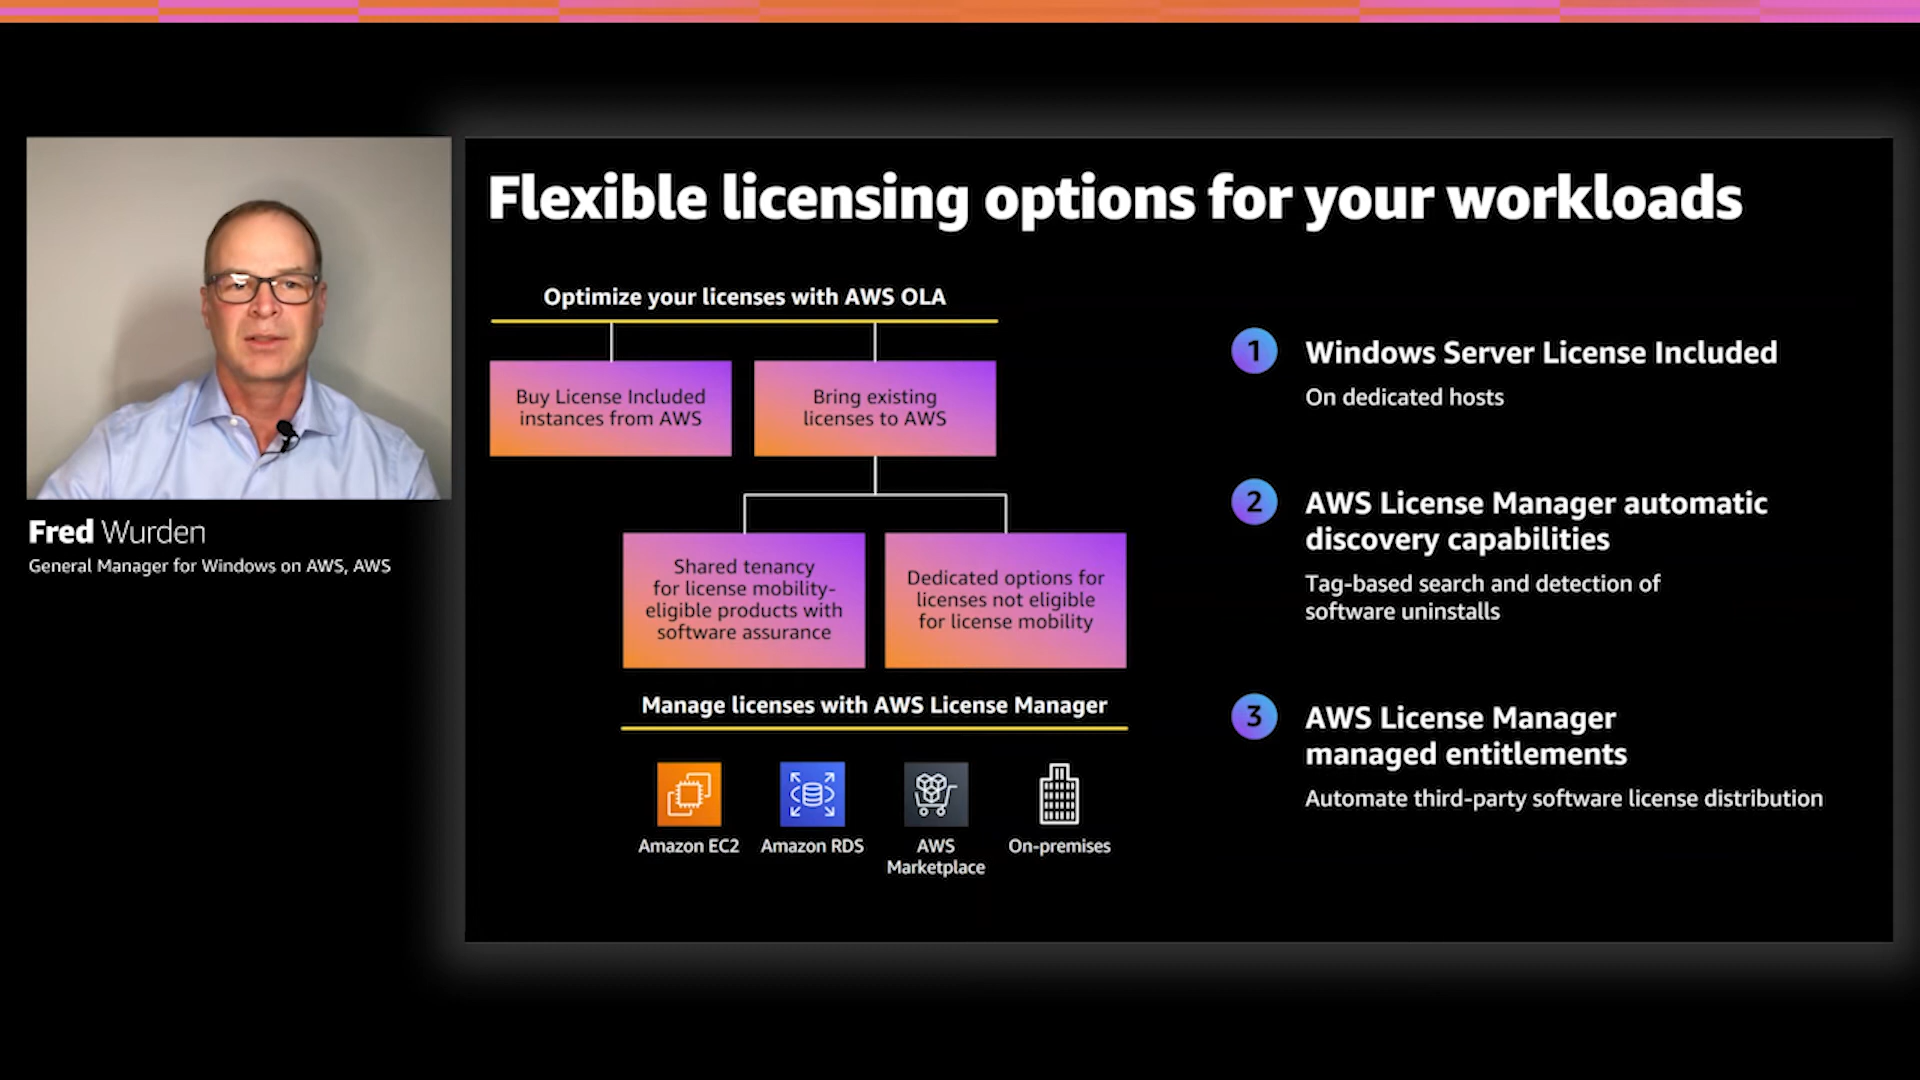 Flexible licensing options for your workloads
Optimize your licenses with AWS OLA
Buy License Included
instances from AWS
Bring existing
licenses to AWS
Shared tenancy
for license mobility-
eligible products with
software assurance
Dedicated options for
licenses not eligible
for license mobility
Manage licenses with AWS License Manager
Amazon EC2
Amazon RDS
AWS
Marketplace
On-premises
1
Windows Server License Included
On dedicated hosts
2
AWS License Manager automatic
discovery capabilities
Tag-based search and detection of
software uninstalls
3
AWS License Manager
managed entitlements
Automate third-party software license distribution
Fred Wurden
General Manager for Windows on AWS, AWS